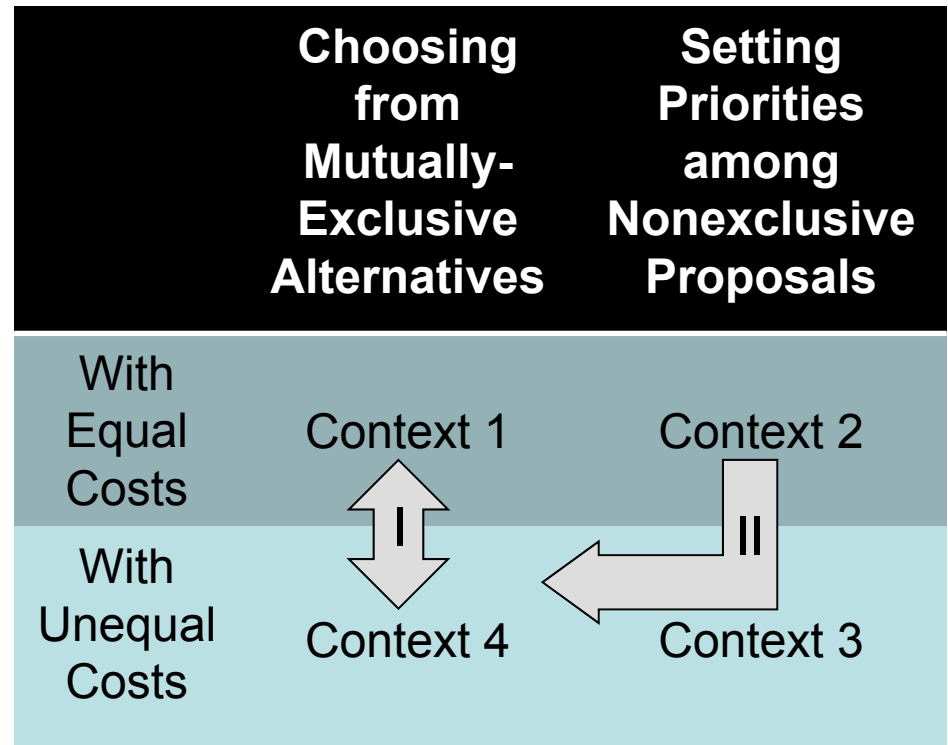 Choosing
from
Mutually-
Exclusive
Alternatives
Setting
Priorities
among
Nonexclusive
Proposals
With
Equal
Costs
Context 1
Context 2
I
II
With
Unequal
Costs
Context 4
Context 3